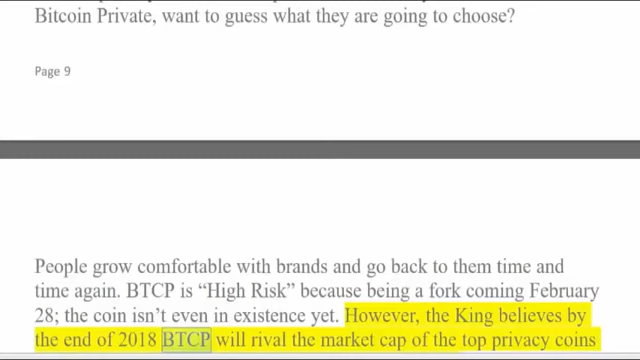 Bitcoin Private, want to guess what they are going to choose?
Page 9
People grow comfortable with brands and go back to them time and
time again. BTCP is “High Risk” because being a fork coming February
28; the coin isn’t even in existence yet. However, the King believes by
the end of 2018 BTCP will rival the market cap of the top privacy coins